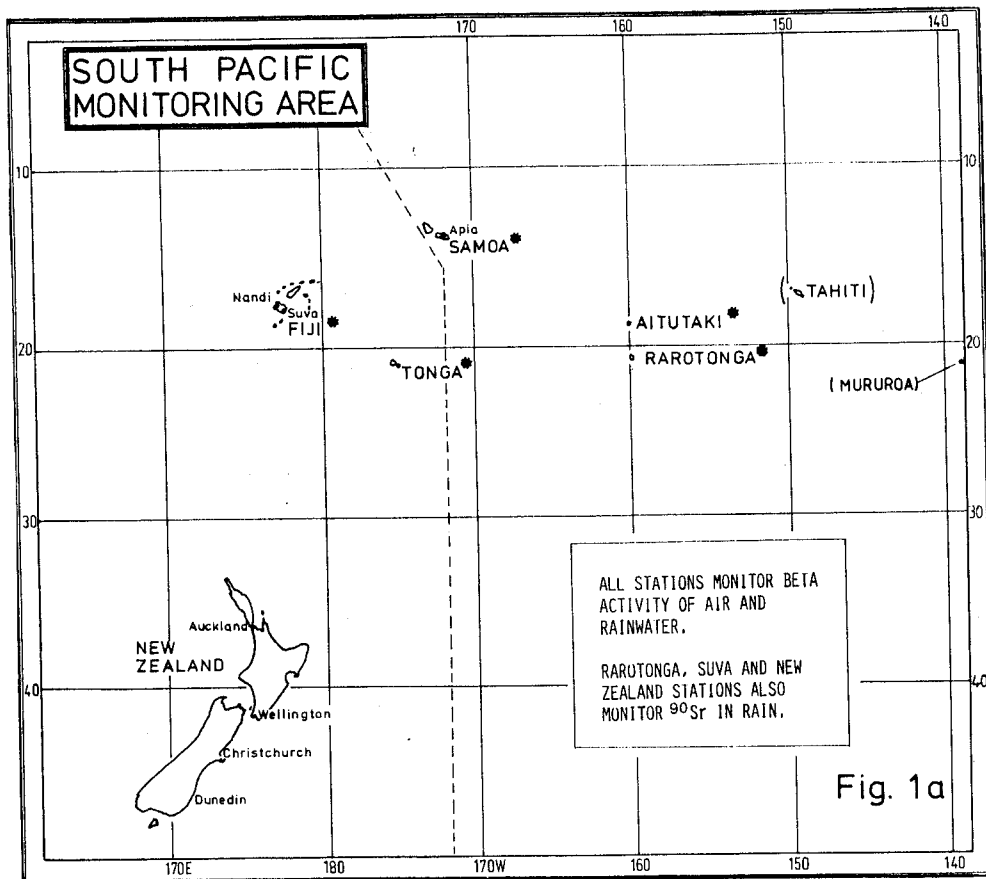 170
160
150
140
SOUTH PACIFIC
MONITORING AREA
10
10
Apia
SAMOA*
Nandi
Suva
FIJI *
(TAHITI)
AITUTAKI *
20
20
TONGA*
RAROTONGA*
(MURUROA)
30
30
ALL STATIONS MONITOR BETA
ACTIVITY OF AIR AND
RAINWATER.
RAROTONGA, SUVA AND NEW
ZEALAND STATIONS ALSO
MONITOR ⁹⁰Sr IN RAIN.
Auckland
NEW
ZEALAND
40
40
Wellington
Christchurch
Dunedin
Fig. 1a
170E
180
170W
160
150
140